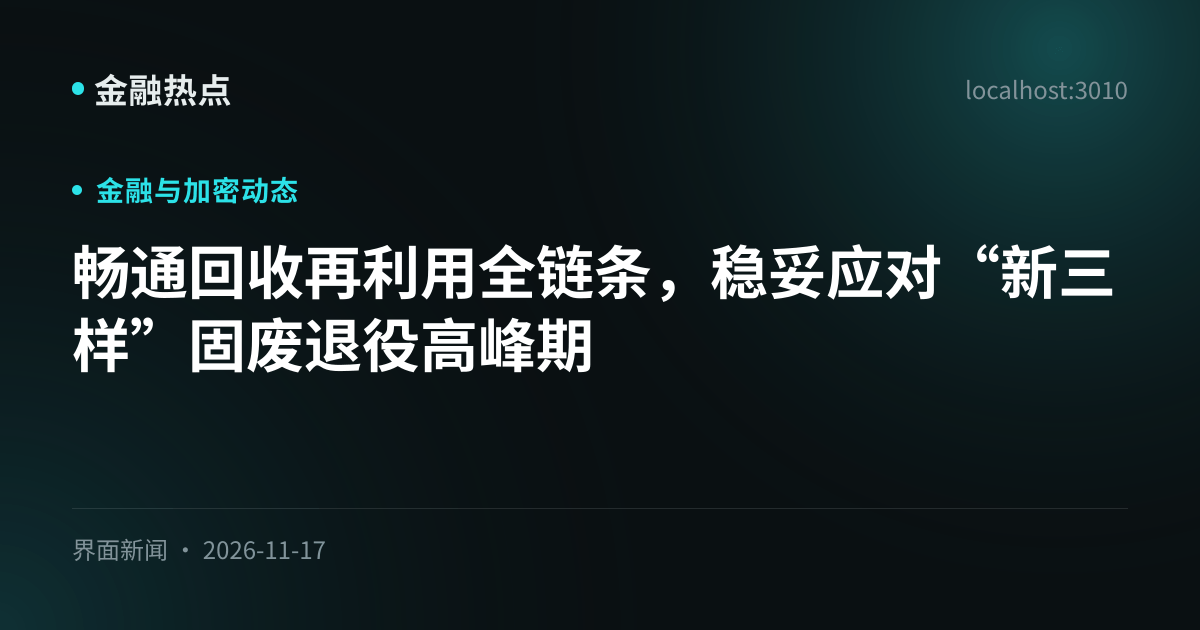 金融热点
localhost:3010
金融与加密动态
畅通回收再利用全链条，稳妥应对“新三
样”固废退役高峰期
界面新闻 · 2026-11-17